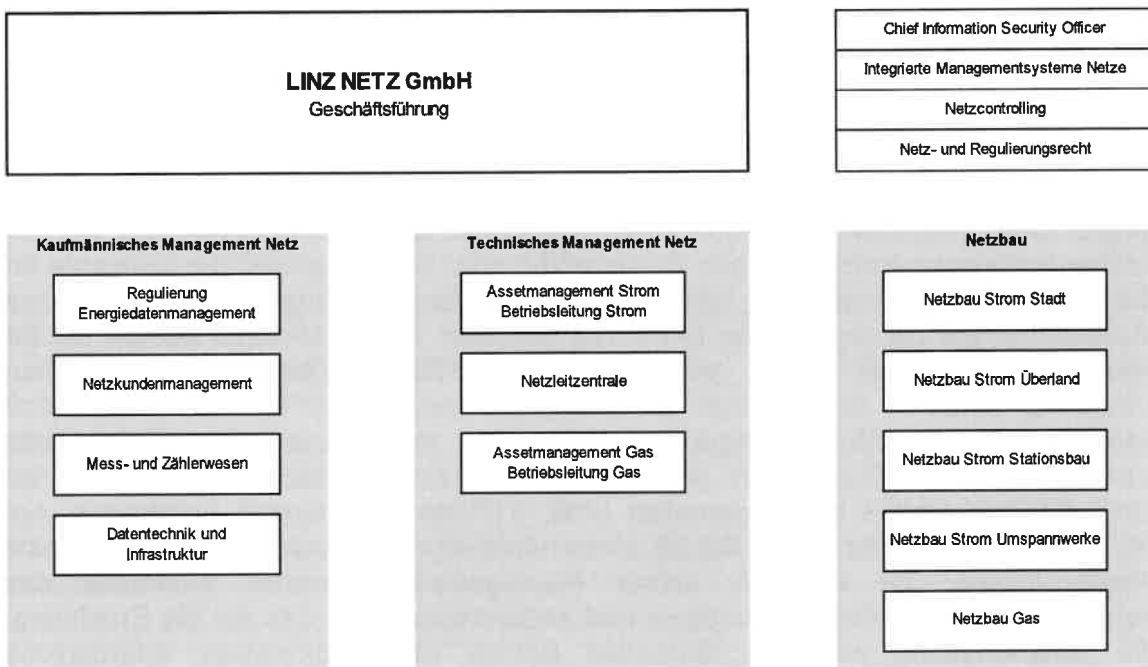 LINZ NETZ GmbH
Geschäftsführung
Chief Information Security Officer
Integrierte Managementsysteme Netze
Netzcontrolling
Netz- und Regulierungsrecht
Kaufmännisches Management Netz
Regulierung
Energiedatenmanagement
Netzkundenmanagement
Mess- und Zählerwesen
Datentechnik und
Infrastruktur
Technisches Management Netz
Assetmanagement Strom
Betriebsleitung Strom
Netzleitzentrale
Assetmanagement Gas
Betriebsleitung Gas
Netzbau
Netzbau Strom Stadt
Netzbau Strom Überland
Netzbau Strom Stationsbau
Netzbau Strom Umspannwerke
Netzbau Gas